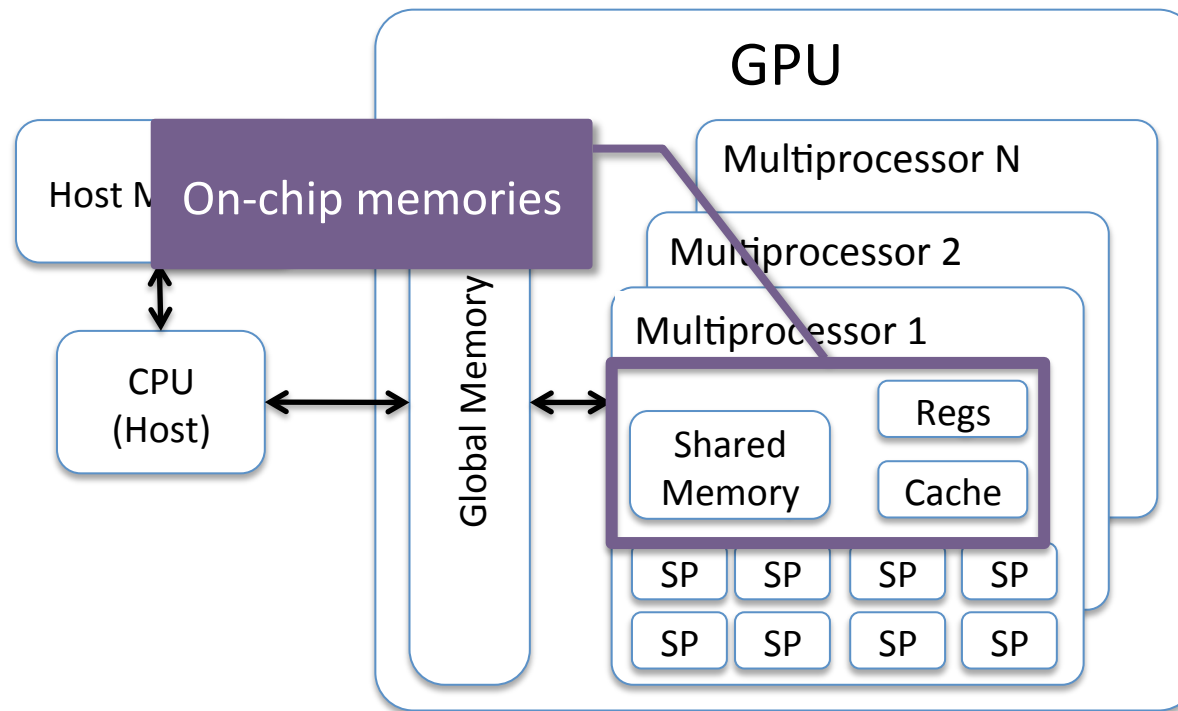 GPU
Host M
On-chip memories
Multiprocessor N
Multiprocessor 2
Multiprocessor 1
CPU
(Host)
Global Memory
Shared
Memory
Regs
Cache
SP SP SP SP
SP SP SP SP